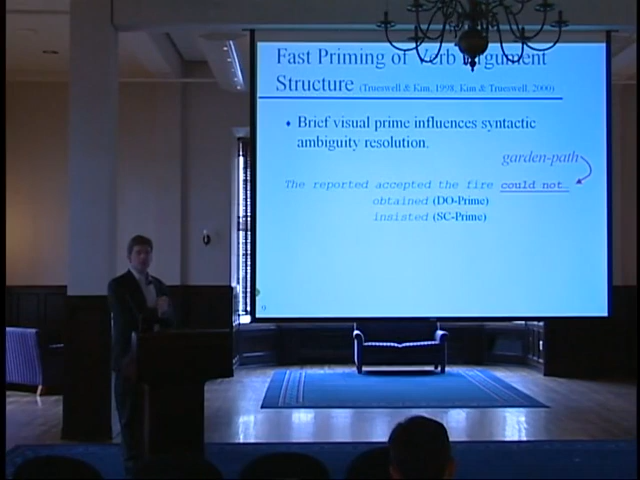 Fast Priming of Verb Argument
Structure (Trueswell & Kim, 1998, Kim & Trueswell, 2000)
♦ Brief visual prime influences syntactic
ambiguity resolution.
garden-path
The reported accepted the fire could not…
obtained (DO-Prime)
insisted (SC-Prime)